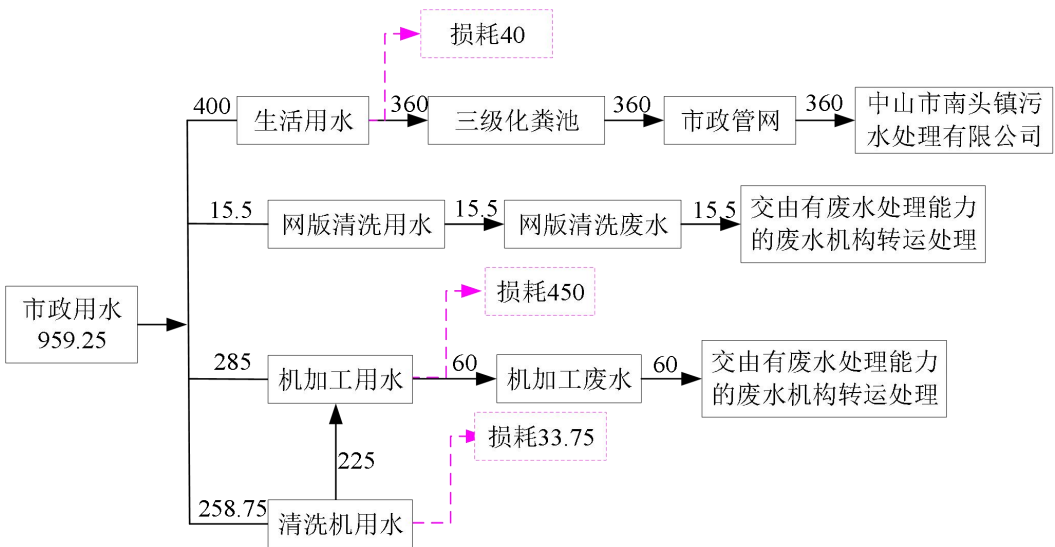 损耗40
400
生活用水
360
三级化粪池
360
市政管网
360
中山市南头镇污
水处理有限公司
15.5
网版清洗用水
15.5
网版清洗废水
15.5
交由有废水处理能力
的废水机构转运处理
市政用水
959.25
损耗450
285
机加工用水
60
机加工废水
60
交由有废水处理能力
的废水机构转运处理
225
损耗33.75
258.75
清洗机用水